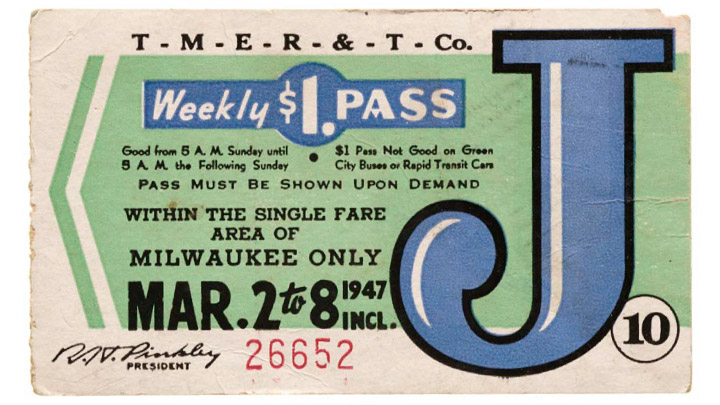 T-M-E-R-&-T-Co.
Weekly $1. PASS
Good from 5 A. M. Sunday until
5 A. M. the Following Sunday
•
$1 Pass Not Good on Green
City Buses or Rapid Transit Cars
PASS MUST BE SHOWN UPON DEMAND
WITHIN THE SINGLE FARE
AREA OF
MILWAUKEE ONLY
MAR. 2 to 8 1947
INCL.
J
10
R.H. Pinkley
PRESIDENT
26652